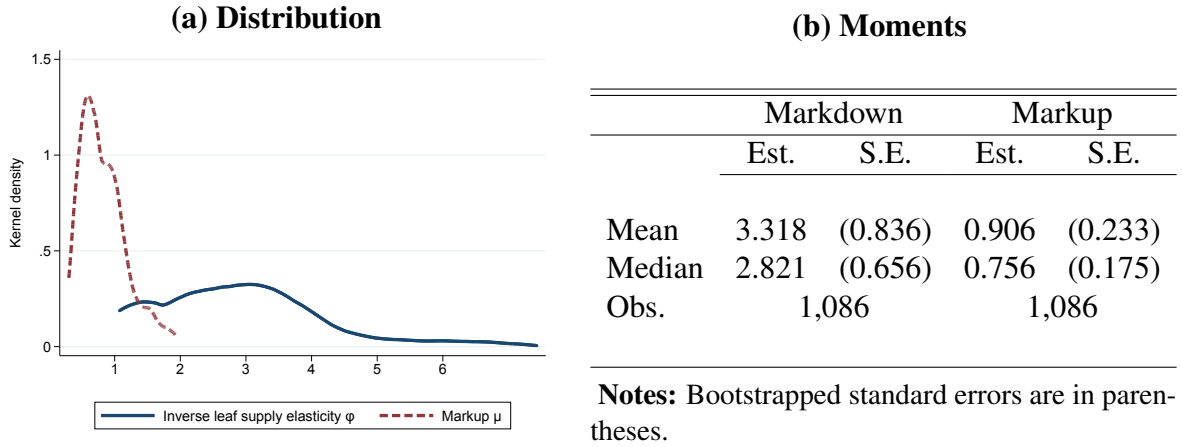 (a) Distribution
1.5
1
.5
0
Kernel density
1 2 3 4 5 6
Inverse leaf supply elasticity φ Markup μ
(b) Moments
Markdown Markup
Est. S.E. Est. S.E.
Mean 3.318 (0.836) 0.906 (0.233)
Median 2.821 (0.656) 0.756 (0.175)
Obs. 1,086 1,086
Notes: Bootstrapped standard errors are in paren-
theses.